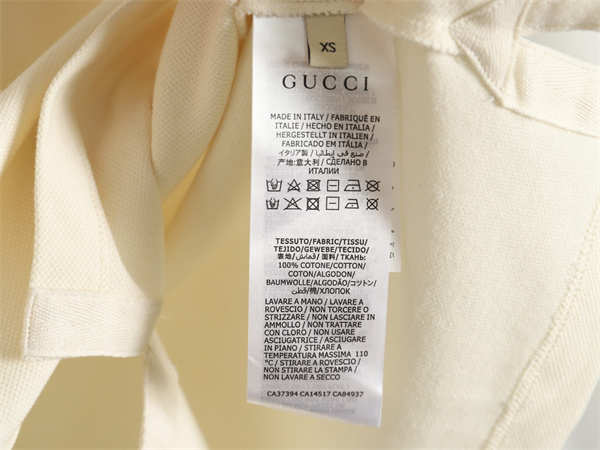 XS
GUCCI
MADE IN ITALY / FABRIQUÉ EN
ITALIE / HECHO EN ITALIA /
HERGESTELLT IN ITALIEN /
FABRICADO EM ITÁLIA /
イタリア製 / صنع في إيطاليا /
产地:意大利 / СДЕЛАНО В
ИТАЛИИ
TESSUTO/FABRIC/TISSU/
TEJIDO/GEWEBE/TECIDO/
表地/قماش/面料/ТКАНЬ:
100% COTONE/COTTON/
COTON/ALGODON/
BAUMWOLLE/ALGODÃO/コットン
/قطن/棉/ХЛОПОК
LAVARE A MANO / LAVARE A
ROVESCIO / NON TORCERE O
STRIZZARE / NON LASCIARE IN
AMMOLLO / NON TRATTARE
CON CLORO / NON USARE
ASCIUGATRICE / ASCIUGARE
IN PIANO / STIRARE A
TEMPERATURA MASSIMA 110
°C / STIRARE A ROVESCIO /
NON STIRARE LA STAMPA /
NON LAVARE A SECCO
CA37394 CA14517 CA84937